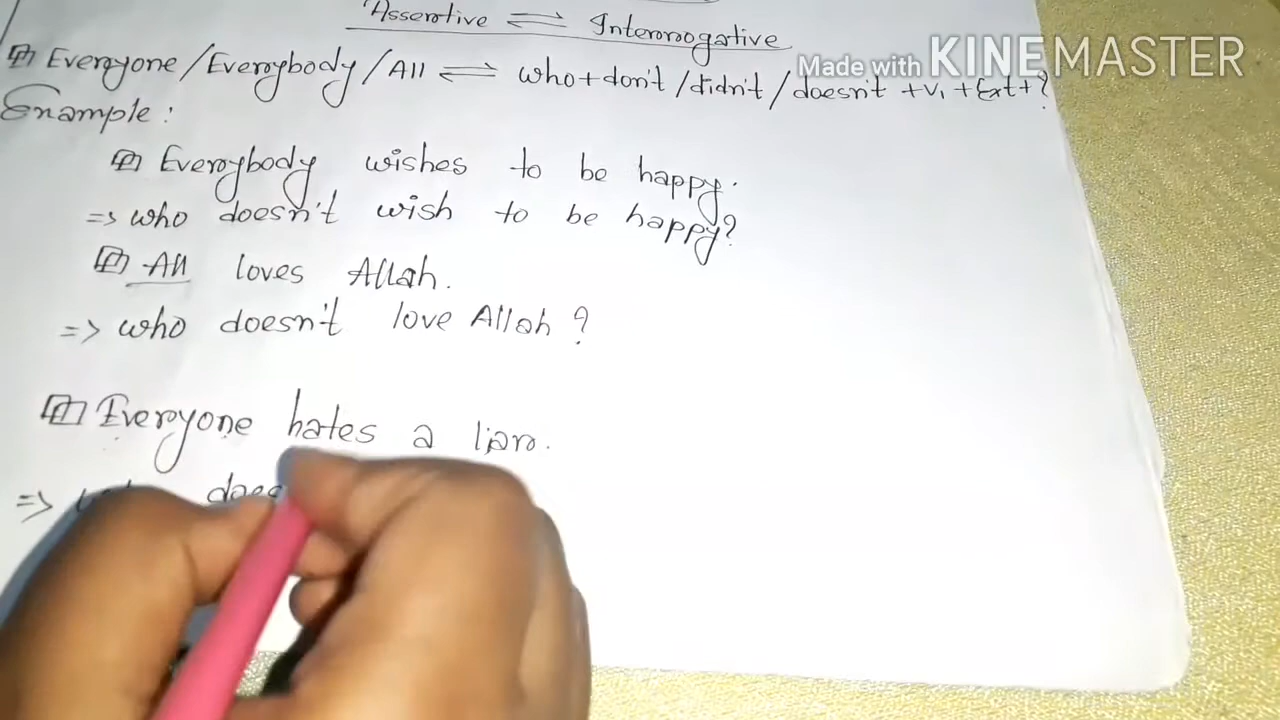 Assertive ⇌ Interrogative
Made with KINEMASTER
Everyone/Everybody/All ⇌ who+don't/didn't/doesn't +V1 +Ext+?
Example:
Everybody wishes to be happy.
=> who doesn't wish to be happy?
All loves Allah.
=> who doesn't love Allah?
Everyone hates a liar.
=> does